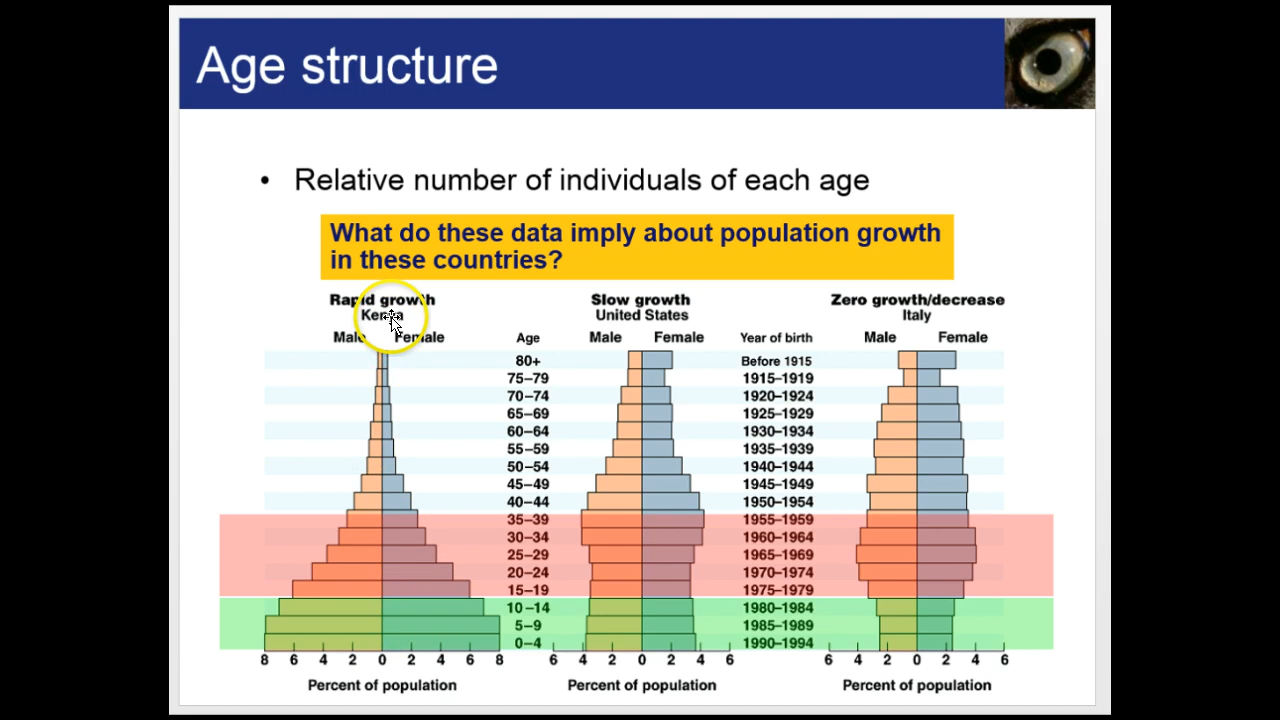 Age structure
• Relative number of individuals of each age
What do these data imply about population growth
in these countries?
Rapid growth Slow growth Zero growth/decrease
Kenya United States Italy
Male Female Age Male Female Year of birth Male Female
80+ Before 1915
75–79 1915–1919
70–74 1920–1924
65–69 1925–1929
60–64 1930–1934
55–59 1935–1939
50–54 1940–1944
45–49 1945–1949
40–44 1950–1954
35–39 1955–1959
30–34 1960–1964
25–29 1965–1969
20–24 1970–1974
15–19 1975–1979
10–14 1980–1984
5–9 1985–1989
0–4 1990–1994
8 6 4 2 0 2 4 6 8 6 4 2 0 2 4 6 6 4 2 0 2 4 6
Percent of population Percent of population Percent of population